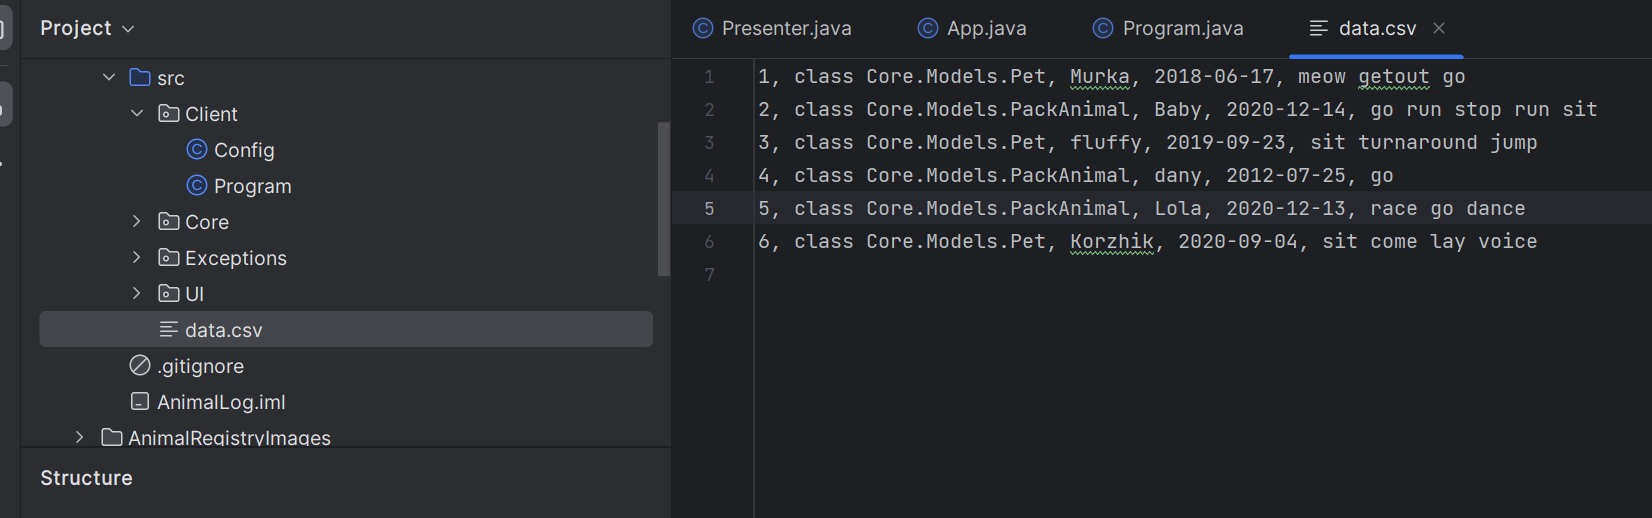 Project
src
Client
Config
Program
Core
Exceptions
UI
data.csv
.gitignore
AnimalLog.iml
AnimalRegistryImages
Structure
Presenter.java
App.java
Program.java
data.csv
1 1, class Core.Models.Pet, Murka, 2018-06-17, meow getout go
2 2, class Core.Models.PackAnimal, Baby, 2020-12-14, go run stop run sit
3 3, class Core.Models.Pet, fluffy, 2019-09-23, sit turnaround jump
4 4, class Core.Models.PackAnimal, dany, 2012-07-25, go
5 5, class Core.Models.PackAnimal, Lola, 2020-12-13, race go dance
6 6, class Core.Models.Pet, Korzhik, 2020-09-04, sit come lay voice
7